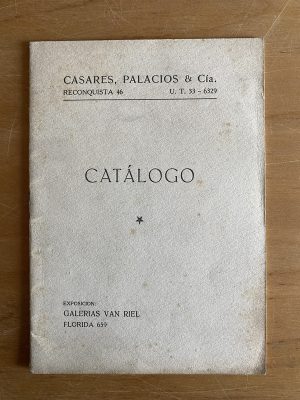 CASARES, PALACIOS & Cía.
RECONQUISTA 46 U. T. 33 - 6329
CATÁLOGO
EXPOSICION:
GALERIAS VAN RIEL
FLORIDA 659